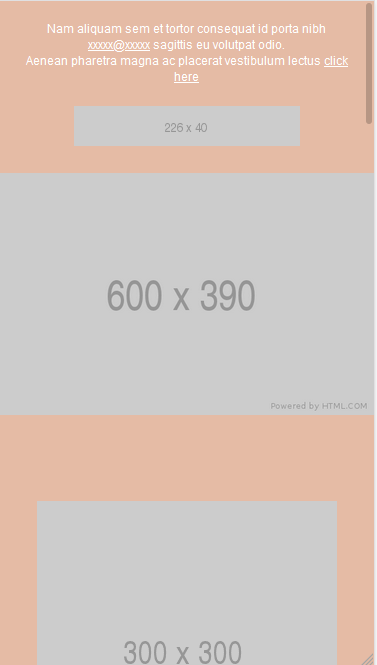 Nam aliquam sem et tortor consequat id porta nibh
xxxxx@xxxxx sagittis eu volutpat odio.
Aenean pharetra magna ac placerat vestibulum lectus click
here
226 x 40
600 x 390
Powered by HTML.COM
300 x 300